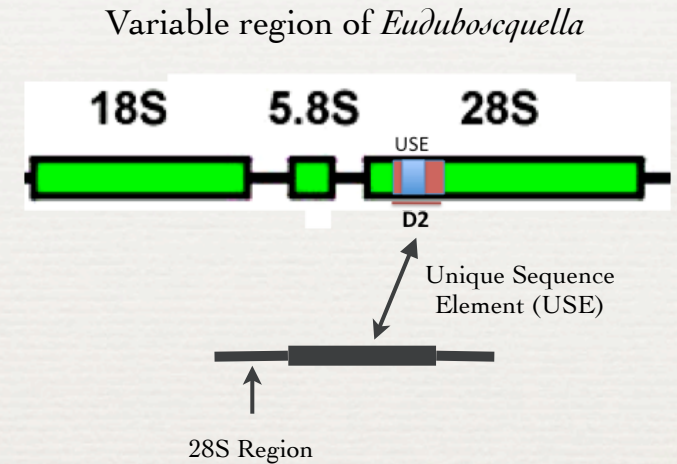 Variable region of Euduboscquella
18S 5.8S 28S
USE
D2
Unique Sequence
Element (USE)
28S Region